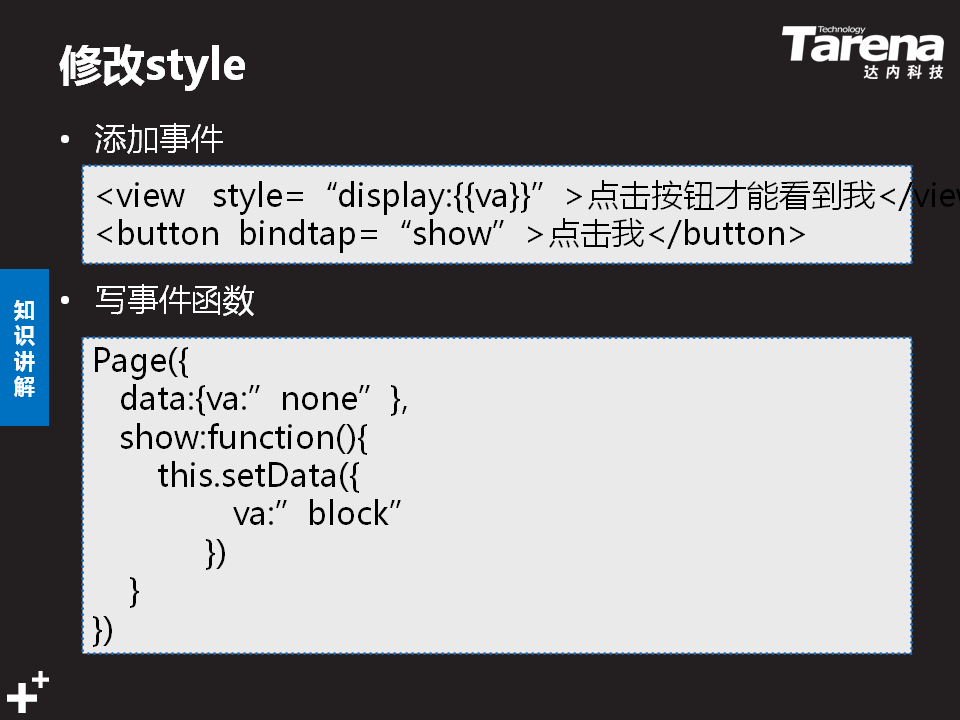 修改style
Technology
Tarena
达内科技
• 添加事件
<view style=“display:{{va}}”>点击按钮才能看到我</view
<button bindtap=“show”>点击我</button>
知识讲解
• 写事件函数
Page({
data:{va:”none”},
show:function(){
this.setData({
va:”block”
})
}
})